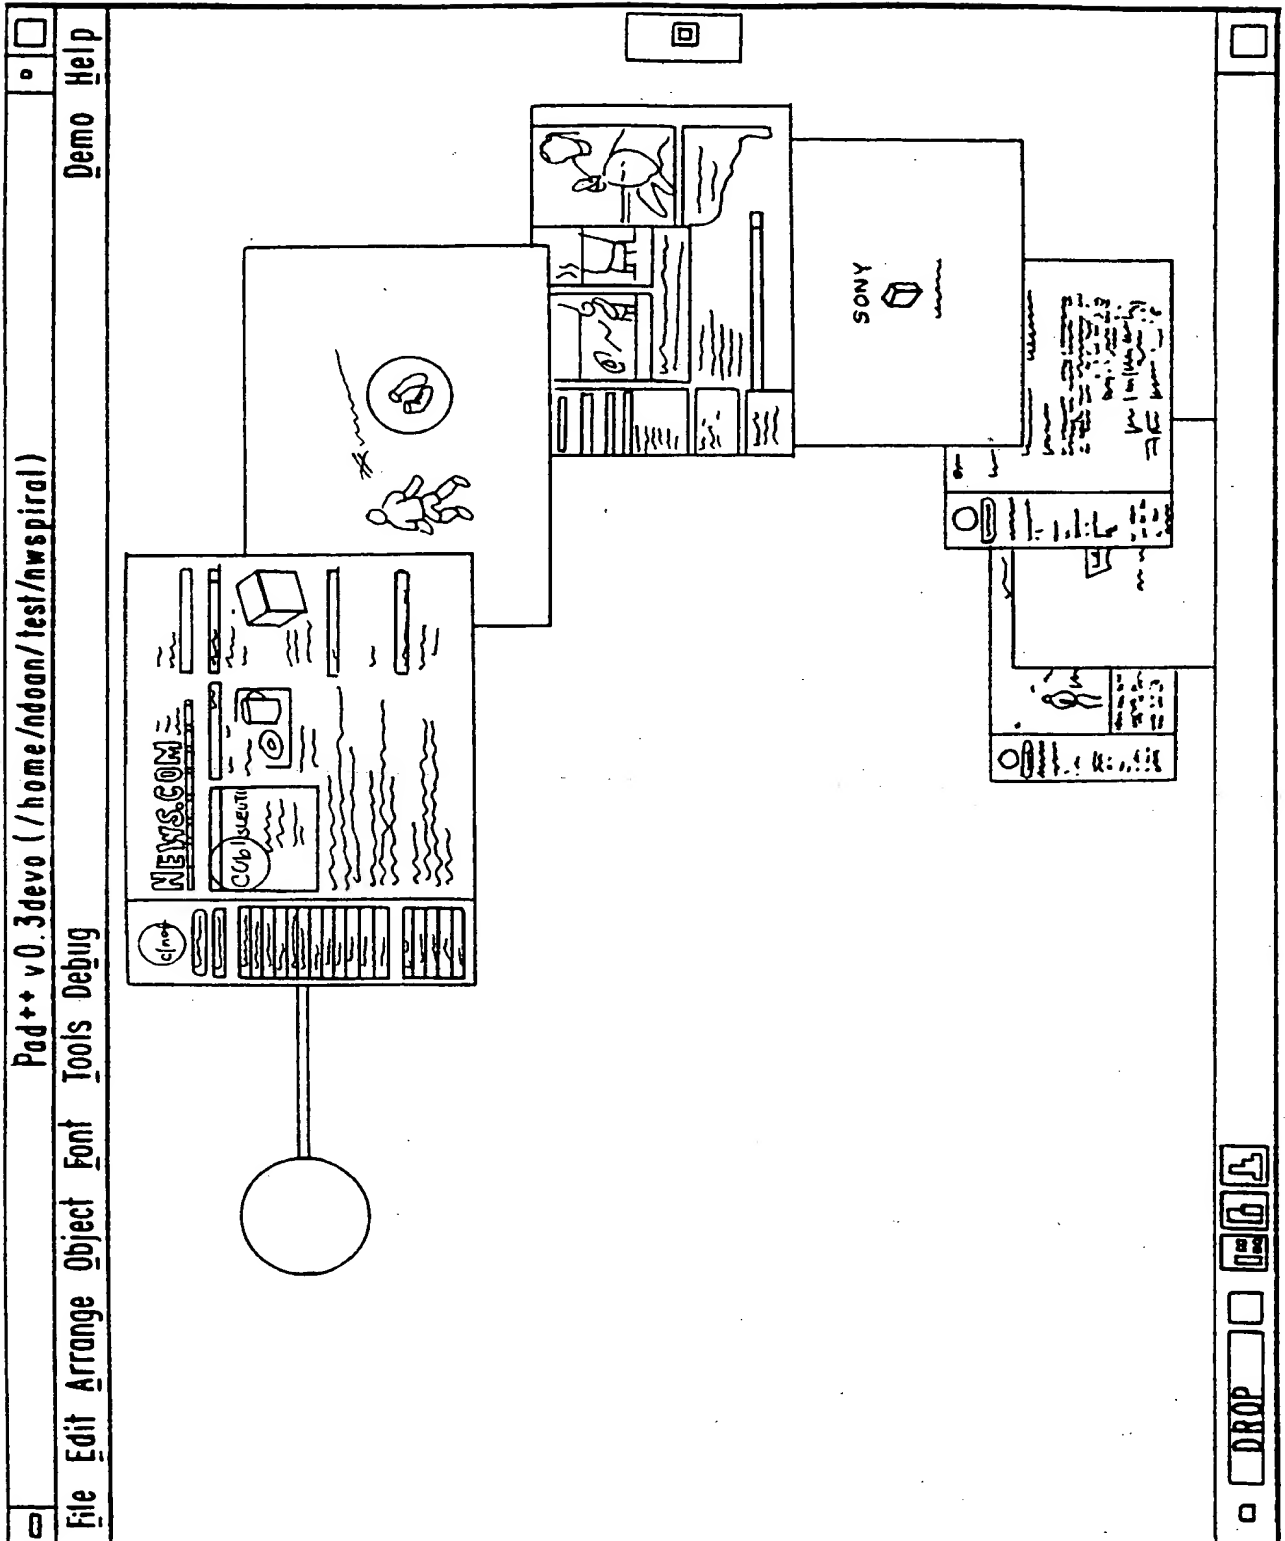 Pad++ v0.3devo (/home/ndoan/test/nwspiral)
File Edit Arrange Object Font Tools Debug Demo Help
c|net
NEWS.COM
SONY
DROP